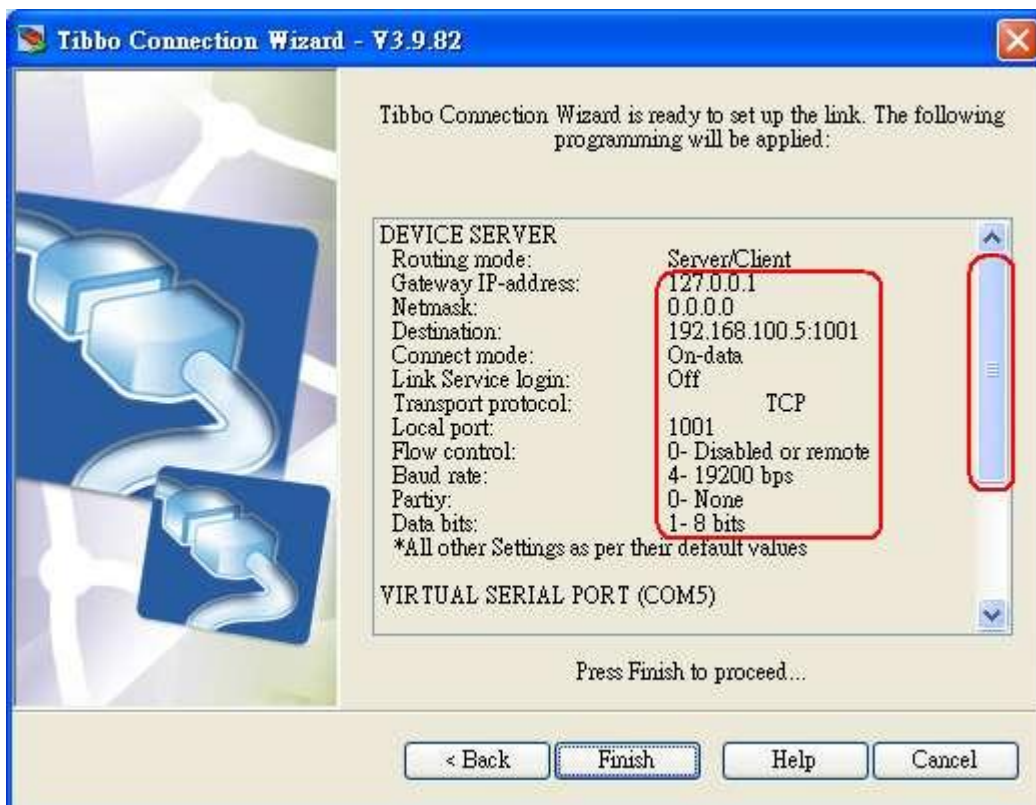 Tibbo Connection Wizard - V3.9.82
Tibbo Connection Wizard is ready to set up the link. The following
programming will be applied:
DEVICE SERVER
Routing mode: Server/Client
Gateway IP-address: 127.0.0.1
Netmask: 0.0.0.0
Destination: 192.168.100.5:1001
Connect mode: On-data
Link Service login: Off
Transport protocol: TCP
Local port: 1001
Flow control: 0- Disabled or remote
Baud rate: 4- 19200 bps
Partiy: 0- None
Data bits: 1- 8 bits
*All other Settings as per their default values
VIRTUAL SERIAL PORT (COM5)
Press Finish to proceed...
< Back Finish Help Cancel